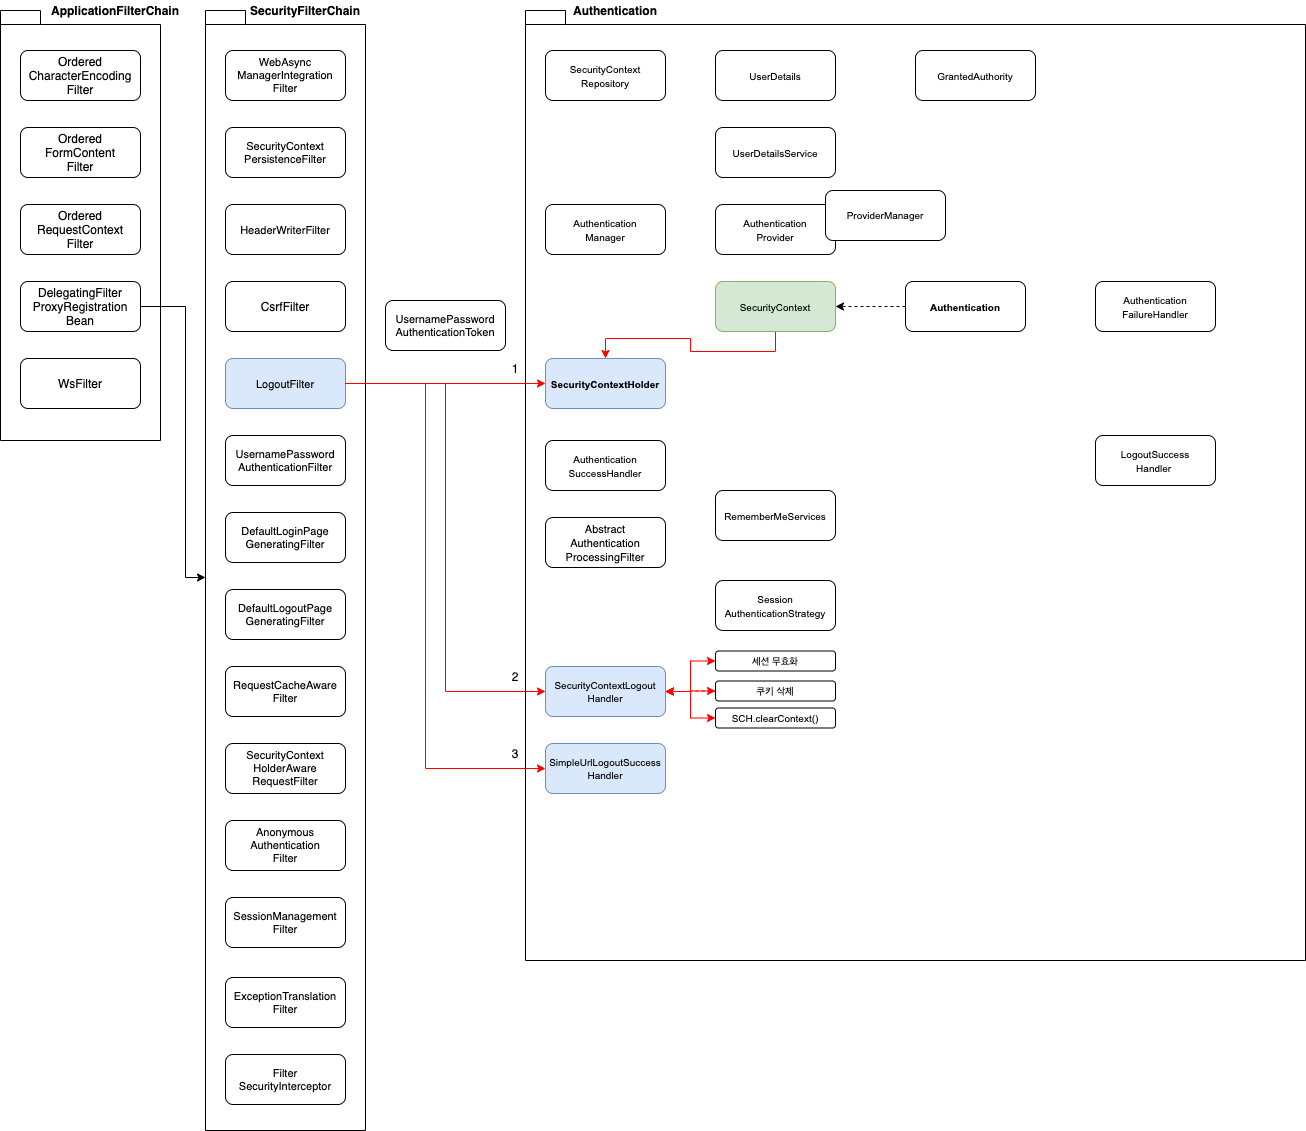 ApplicationFilterChain
Ordered
CharacterEncoding
Filter
Ordered
FormContent
Filter
Ordered
RequestContext
Filter
DelegatingFilter
ProxyRegistration
Bean
WsFilter
SecurityFilterChain
WebAsync
ManagerIntegration
Filter
SecurityContext
PersistenceFilter
HeaderWriterFilter
CsrfFilter
LogoutFilter
UsernamePassword
AuthenticationFilter
DefaultLoginPage
GeneratingFilter
DefaultLogoutPage
GeneratingFilter
RequestCacheAware
Filter
SecurityContext
HolderAware
RequestFilter
Anonymous
Authentication
Filter
SessionManagement
Filter
ExceptionTranslation
Filter
Filter
SecurityInterceptor
UsernamePassword
AuthenticationToken
1
2
3
Authentication
SecurityContext
Repository
UserDetails
GrantedAuthority
UserDetailsService
Authentication
Manager
Authentication
Provider
ProviderManager
SecurityContext
Authentication
Authentication
FailureHandler
SecurityContextHolder
Authentication
SuccessHandler
LogoutSuccess
Handler
RememberMeServices
Abstract
Authentication
ProcessingFilter
Session
AuthenticationStrategy
SecurityContextLogout
Handler
세션 무효화
쿠키 삭제
SCH.clearContext()
SimpleUrlLogoutSuccess
Handler